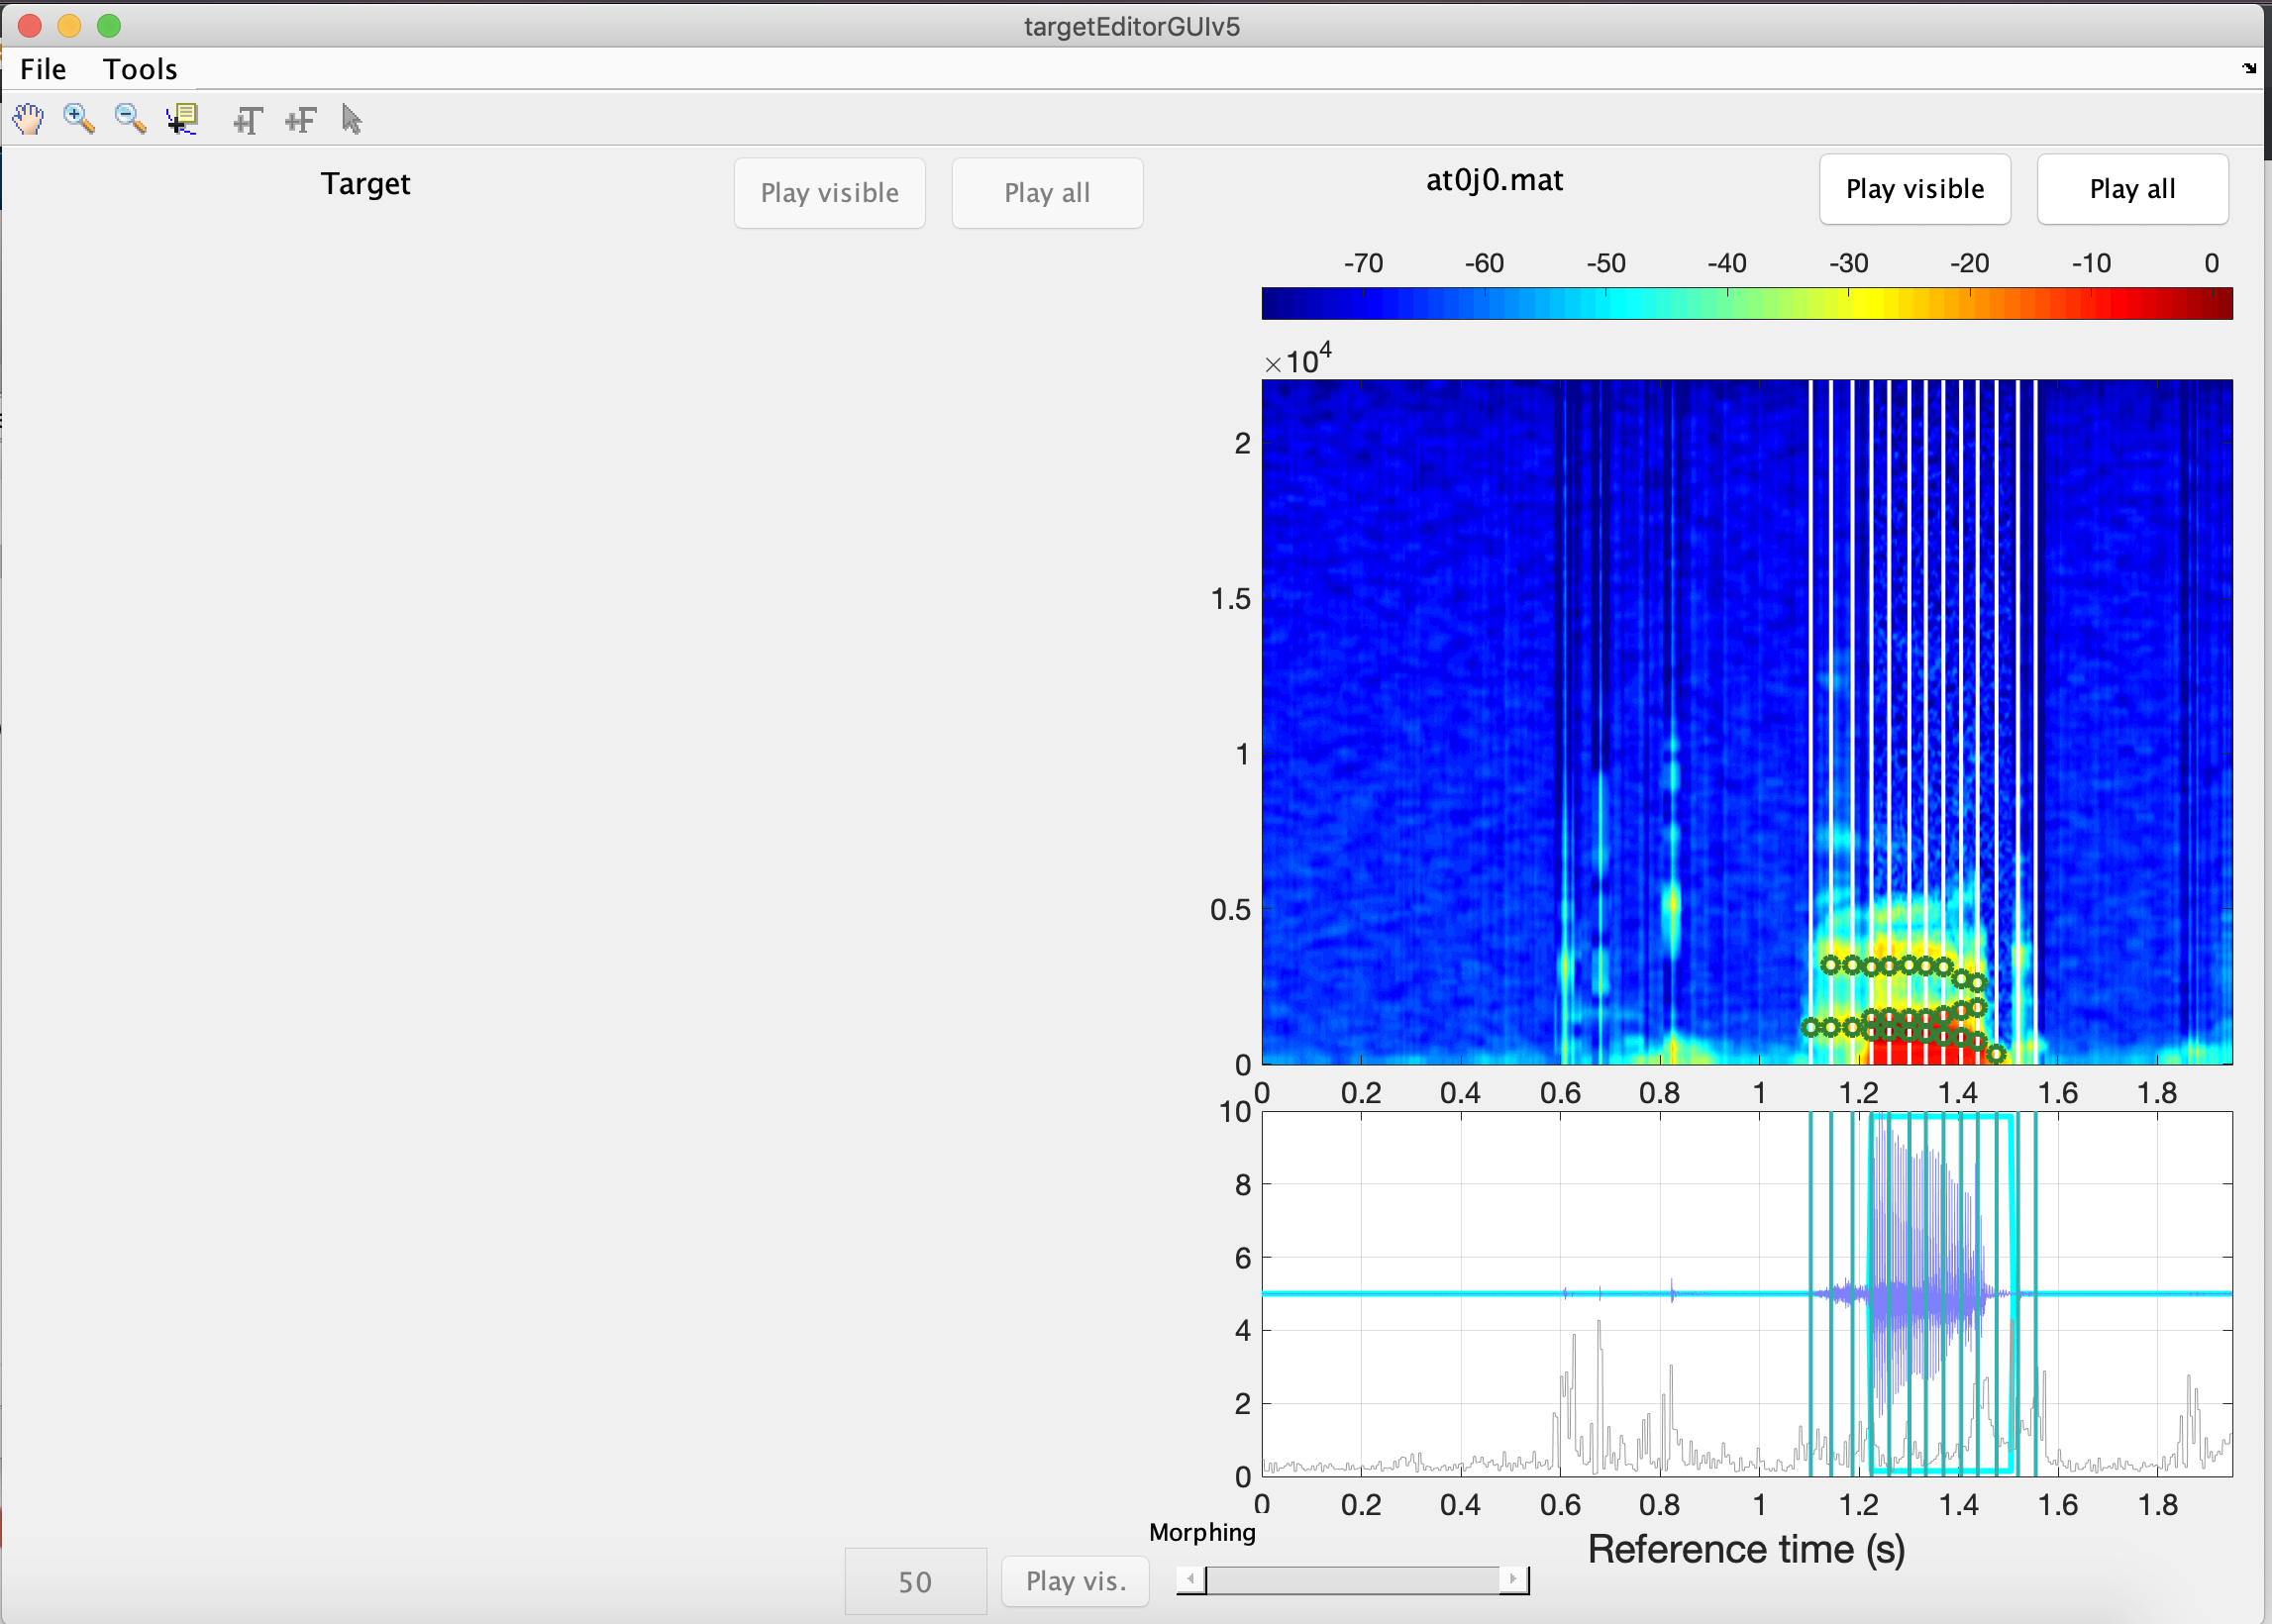 targetEditorGUIv5
File Tools
+T +F
Target Play visible Play all at0j0.mat Play visible Play all
-70 -60 -50 -40 -30 -20 -10 0
×10⁴
2
1.5
1
0.5
0
0 0.2 0.4 0.6 0.8 1 1.2 1.4 1.6 1.8
10
8
6
4
2
0
0 0.2 0.4 0.6 0.8 1 1.2 1.4 1.6 1.8
Reference time (s)
Morphing
50 Play vis.